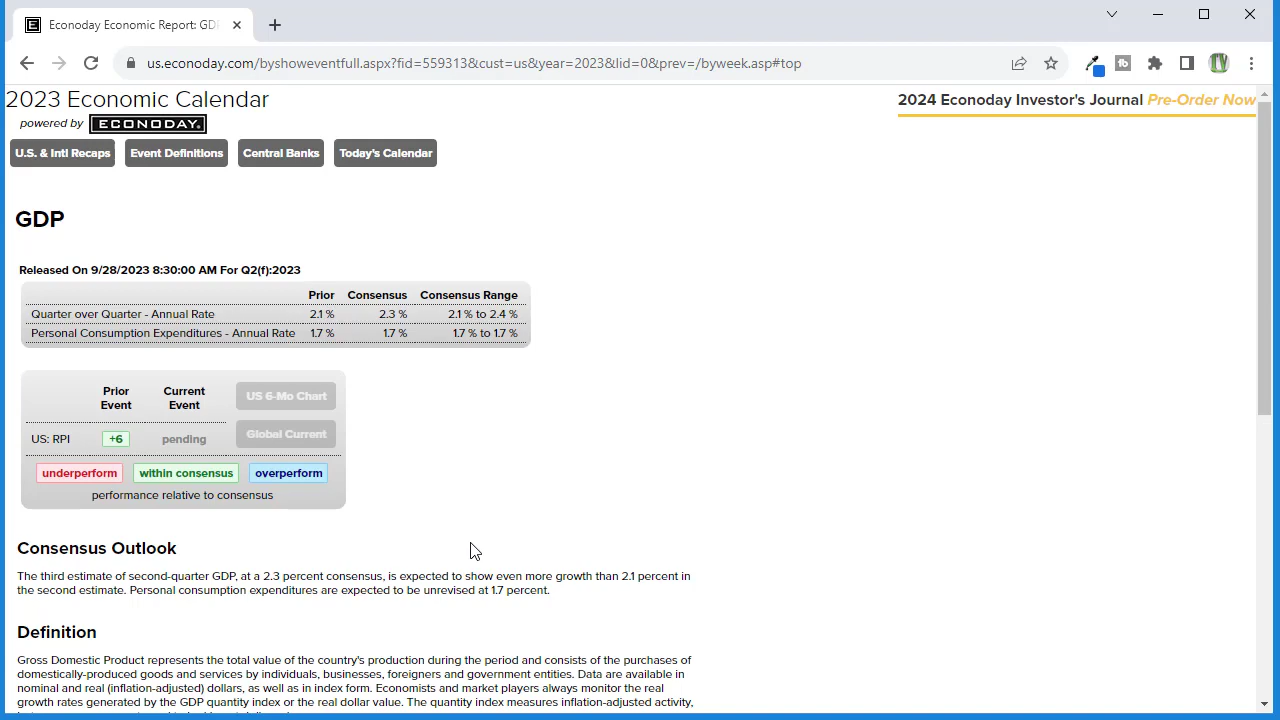 Economic Report: GD
us.econoday.com/byshoweventfull.aspx?fid=559313&cust=us&year=2023&lid=0&prev=/byweek.asp#top
2023 Economic Calendar
powered by ECONODAY
2024 Econoday Investor's Journal Pre-Order Now
U.S. & Intl Recaps Event Definitions Central Banks Today's Calendar
GDP
Released On 9/28/2023 8:30:00 AM For Q2(f):2023
Prior Consensus Consensus Range
Quarter over Quarter - Annual Rate 2.1 % 2.3 % 2.1 % to 2.4 %
Personal Consumption Expenditures - Annual Rate 1.7 % 1.7 % 1.7 % to 1.7 %
Prior Event Current Event US 6-Mo Chart
US: RPI +6 pending Global Current
underperform within consensus overperform
performance relative to consensus
Consensus Outlook
The third estimate of second-quarter GDP, at a 2.3 percent consensus, is expected to show even more growth than 2.1 percent in
the second estimate. Personal consumption expenditures are expected to be unrevised at 1.7 percent.
Definition
Gross Domestic Product represents the total value of the country's production during the period and consists of the purchases of
domestically-produced goods and services by individuals, businesses, foreigners and government entities. Data are available in
nominal and real (inflation-adjusted) dollars, as well as in index form. Economists and market players always monitor the real
growth rates generated by the GDP quantity index or the real dollar value. The quantity index measures inflation-adjusted activity,